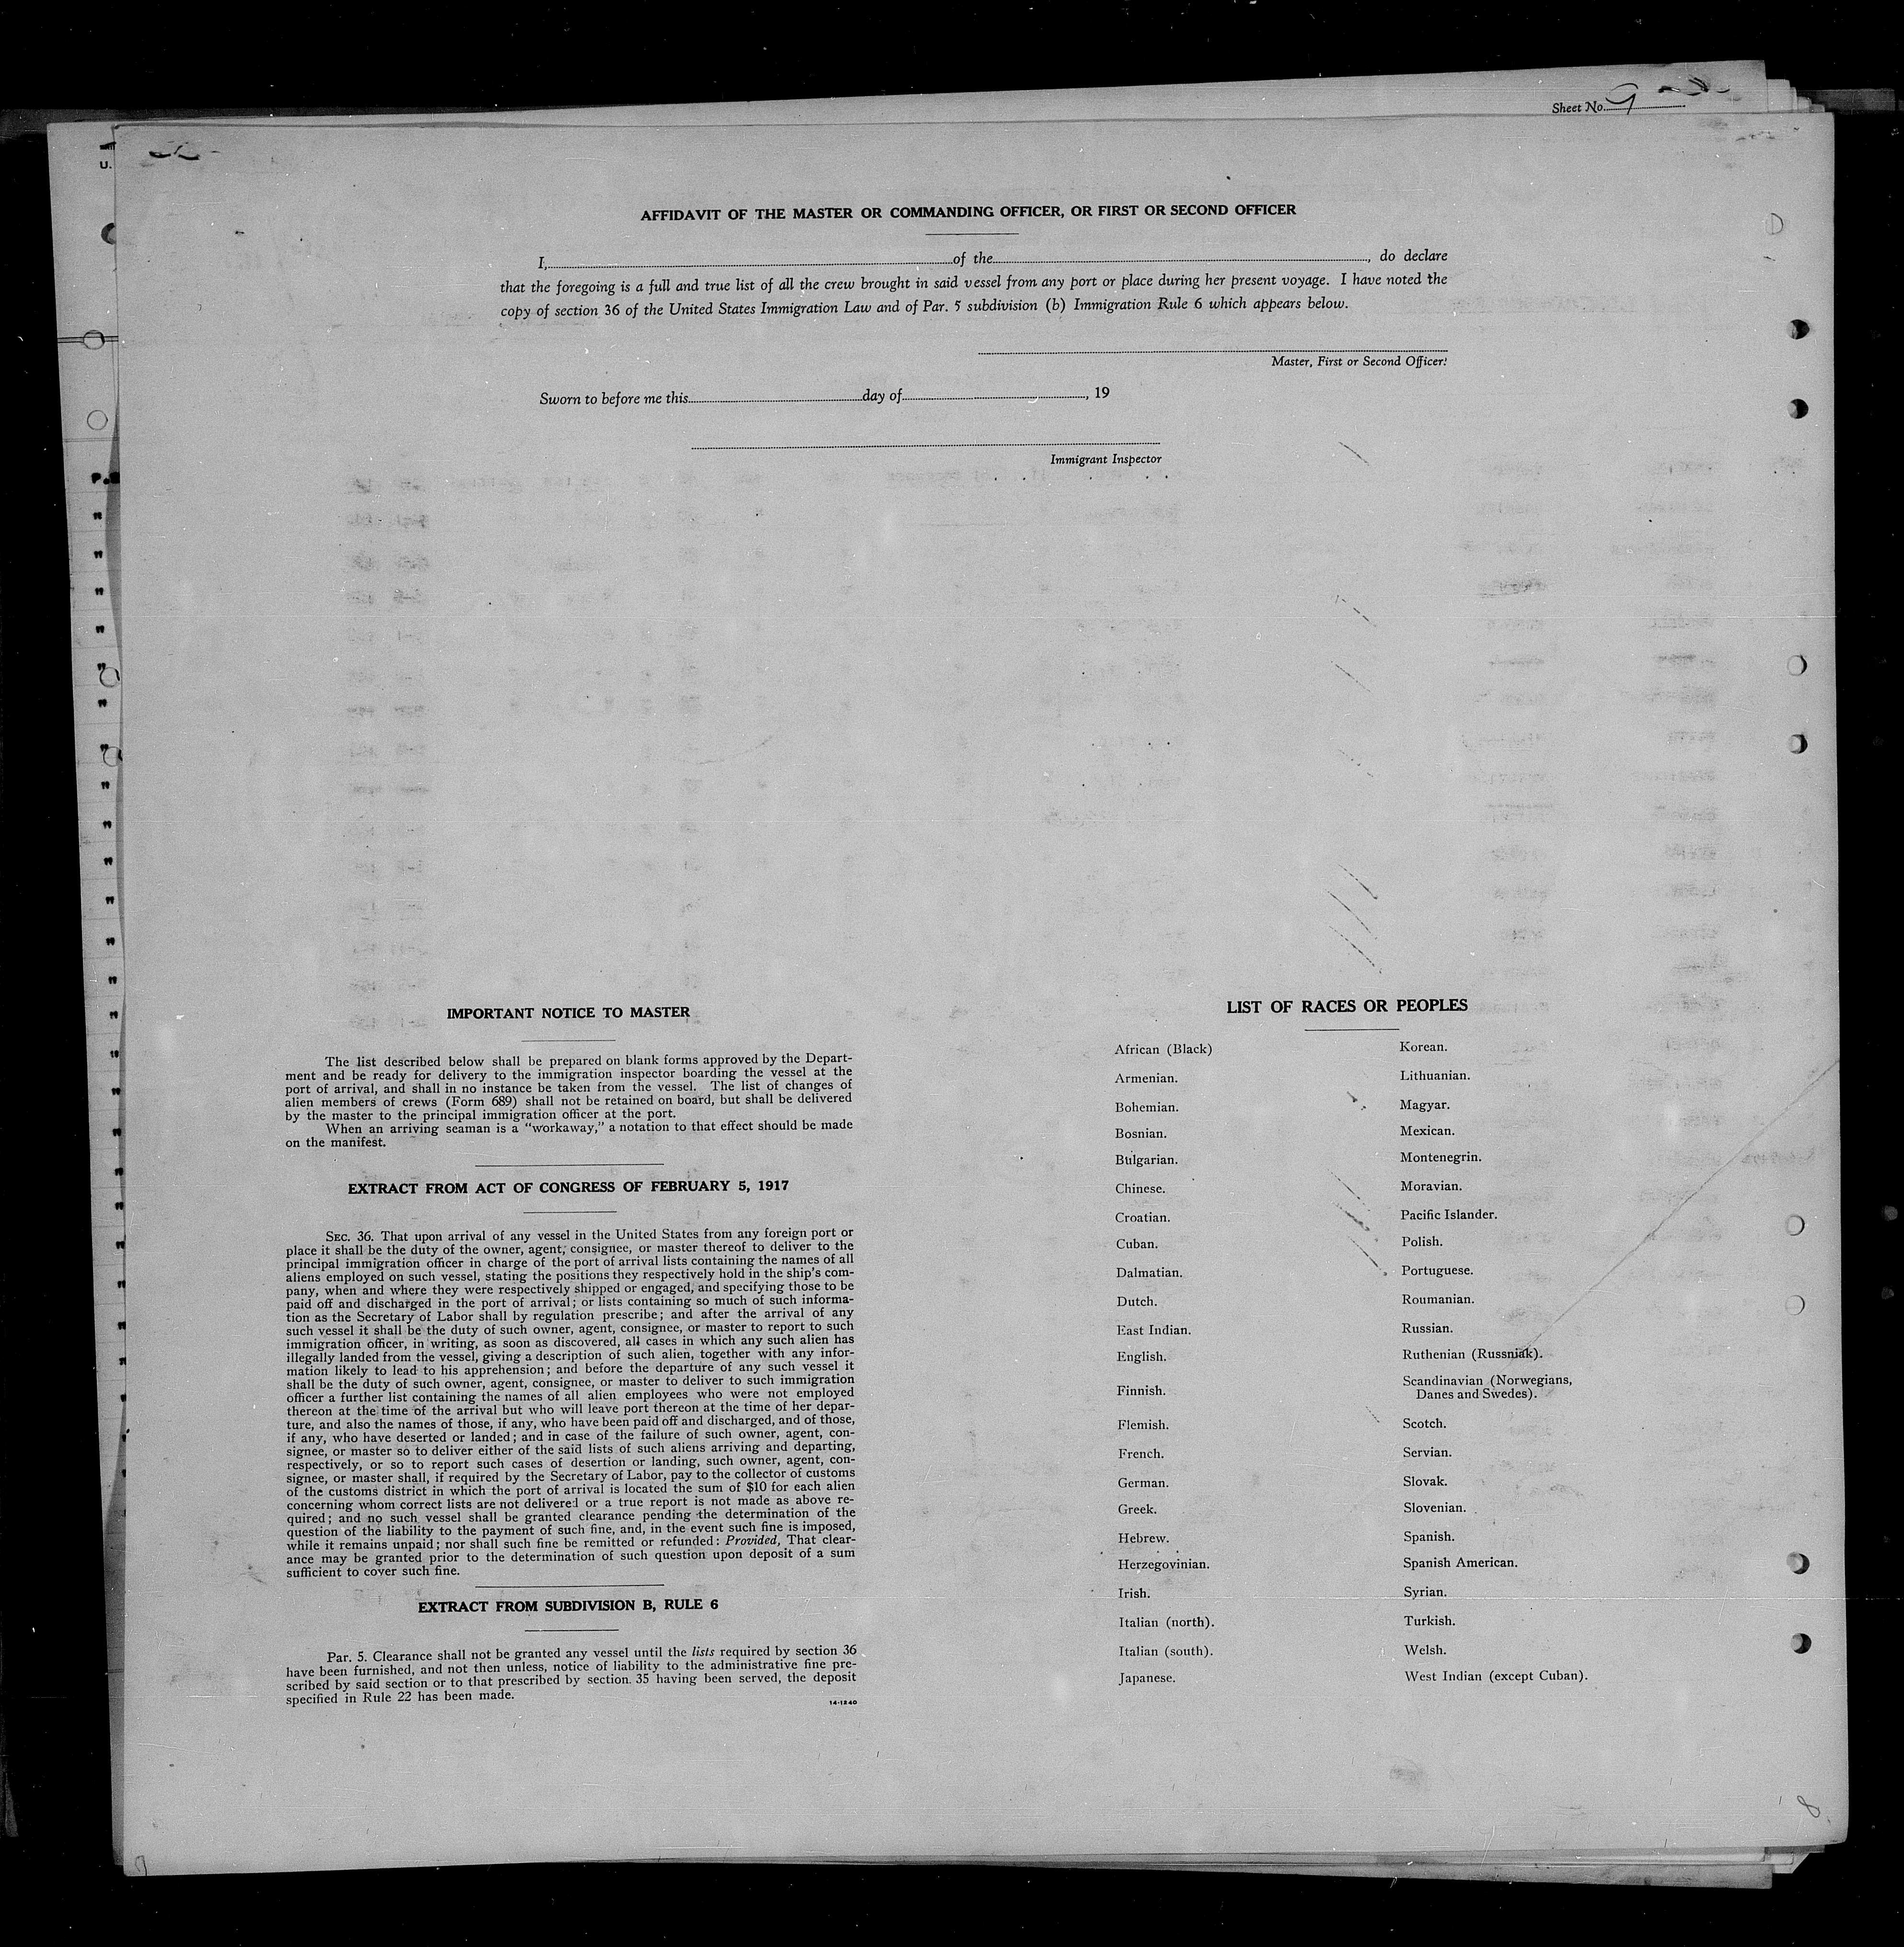 Sheet No. 9
U.
P.
AFFIDAVIT OF THE MASTER OR COMMANDING OFFICER, OR FIRST OR SECOND OFFICER
I, of the , do declare
that the foregoing is a full and true list of all the crew brought in said vessel from any port or place during her present voyage. I have noted the
copy of section 36 of the United States Immigration Law and of Par. 5 subdivision (b) Immigration Rule 6 which appears below.
Master, First or Second Officer.
Sworn to before me this day of , 19
Immigrant Inspector
IMPORTANT NOTICE TO MASTER
The list described below shall be prepared on blank forms approved by the Depart-
ment and be ready for delivery to the immigration inspector boarding the vessel at the
port of arrival, and shall in no instance be taken from the vessel. The list of changes of
alien members of crews (Form 689) shall not be retained on board, but shall be delivered
by the master to the principal immigration officer at the port.
When an arriving seaman is a “workaway,” a notation to that effect should be made
on the manifest.
EXTRACT FROM ACT OF CONGRESS OF FEBRUARY 5, 1917
SEC. 36. That upon arrival of any vessel in the United States from any foreign port or
place it shall be the duty of the owner, agent, consignee, or master thereof to deliver to the
principal immigration officer in charge of the port of arrival lists containing the names of all
aliens employed on such vessel, stating the positions they respectively hold in the ship's com-
pany, when and where they were respectively shipped or engaged, and specifying those to be
paid off and discharged in the port of arrival; or lists containing so much of such informa-
tion as the Secretary of Labor shall by regulation prescribe; and after the arrival of any
such vessel it shall be the duty of such owner, agent, consignee, or master to report to such
immigration officer, in writing, as soon as discovered, all cases in which any such alien has
illegally landed from the vessel, giving a description of such alien, together with any infor-
mation likely to lead to his apprehension; and before the departure of any such vessel it
shall be the duty of such owner, agent, consignee, or master to deliver to such immigration
officer a further list containing the names of all alien employees who were not employed
thereon at the time of the arrival but who will leave port thereon at the time of her depar-
ture, and also the names of those, if any, who have been paid off and discharged, and of those,
if any, who have deserted or landed; and in case of the failure of such owner, agent, con-
signee, or master so to deliver either of the said lists of such aliens arriving and departing,
respectively, or so to report such cases of desertion or landing, such owner, agent, con-
signee, or master shall, if required by the Secretary of Labor, pay to the collector of customs
of the customs district in which the port of arrival is located the sum of $10 for each alien
concerning whom correct lists are not delivered or a true report is not made as above re-
quired; and no such vessel shall be granted clearance pending the determination of the
question of the liability to the payment of such fine, and, in the event such fine is imposed,
while it remains unpaid; nor shall such fine be remitted or refunded: Provided, That clear-
ance may be granted prior to the determination of such question upon deposit of a sum
sufficient to cover such fine.
EXTRACT FROM SUBDIVISION B, RULE 6
Par. 5. Clearance shall not be granted any vessel until the lists required by section 36
have been furnished, and not then unless, notice of liability to the administrative fine pre-
scribed by said section or to that prescribed by section 35 having been served, the deposit
specified in Rule 22 has been made.
14-1240
LIST OF RACES OR PEOPLES
African (Black)
Armenian.
Bohemian.
Bosnian.
Bulgarian.
Chinese.
Croatian.
Cuban.
Dalmatian.
Dutch.
East Indian.
English.
Finnish.
Flemish.
French.
German.
Greek.
Hebrew.
Herzegovinian.
Irish.
Italian (north).
Italian (south).
Japanese.
Korean.
Lithuanian.
Magyar.
Mexican.
Montenegrin.
Moravian.
Pacific Islander.
Polish.
Portuguese.
Roumanian.
Russian.
Ruthenian (Russniak).
Scandinavian (Norwegians,
Danes and Swedes).
Scotch.
Servian.
Slovak.
Slovenian.
Spanish.
Spanish American.
Syrian.
Turkish.
Welsh.
West Indian (except Cuban).
8